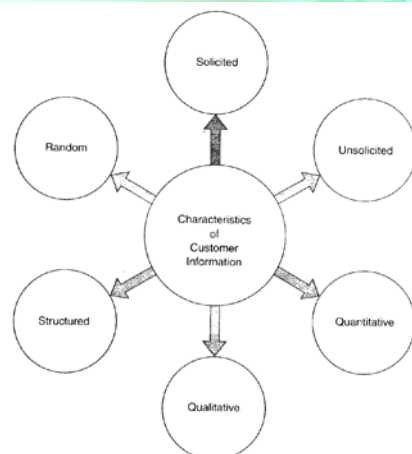 Solicited
Random
Unsolicited
Characteristics
of
Customer
Information
Structured
Quantitative
Qualitative